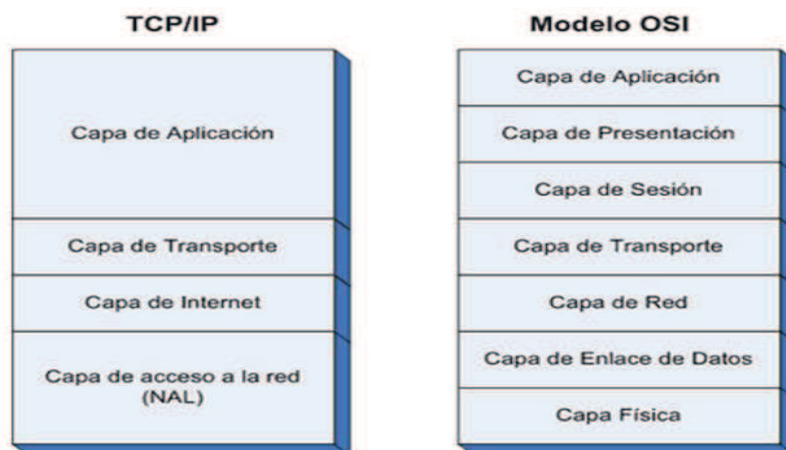 TCP/IP
Capa de Aplicación
Capa de Transporte
Capa de Internet
Capa de acceso a la red
(NAL)
Modelo OSI
Capa de Aplicación
Capa de Presentación
Capa de Sesión
Capa de Transporte
Capa de Red
Capa de Enlace de Datos
Capa Física